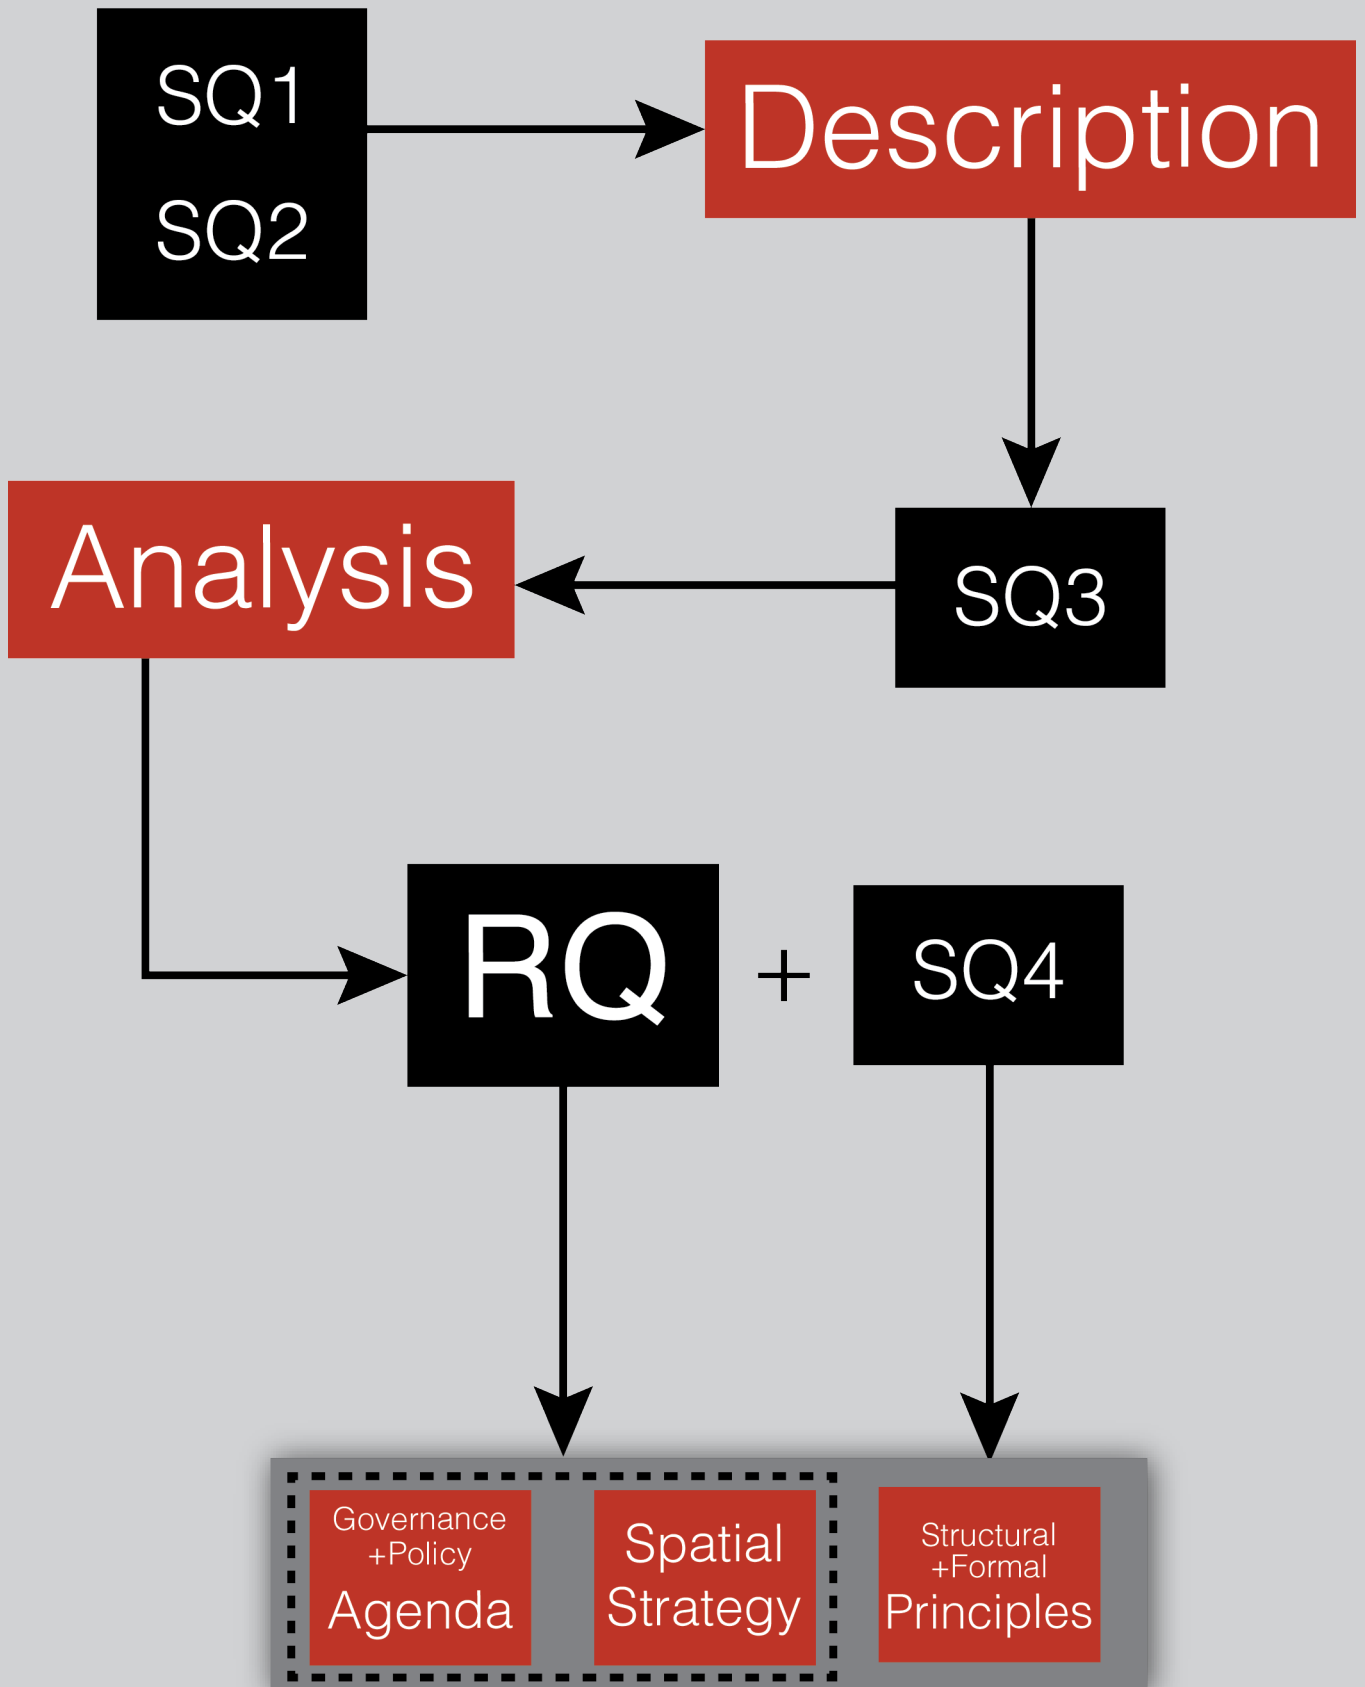 SQ1
SQ2
Description
Analysis
SQ3
RQ
+
SQ4
Governance
+Policy
Agenda
Spatial
Strategy
Structural
+Formal
Principles